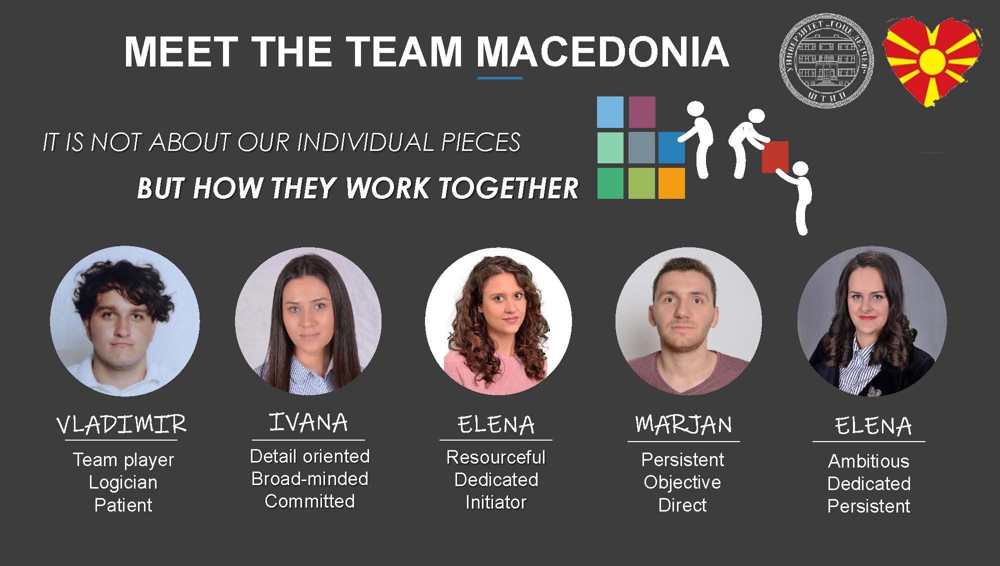 MEET THE TEAM MACEDONIA
УНИВЕРЗИТЕТ „ГОЦЕ ДЕЛЧЕВ“
ШТИП
IT IS NOT ABOUT OUR INDIVIDUAL PIECES
BUT HOW THEY WORK TOGETHER
VLADIMIR
Team player
Logician
Patient
IVANA
Detail oriented
Broad-minded
Committed
ELENA
Resourceful
Dedicated
Initiator
MARJAN
Persistent
Objective
Direct
ELENA
Ambitious
Dedicated
Persistent